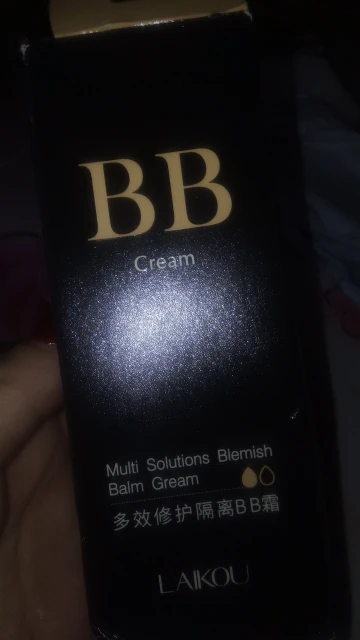 BB
Cream
Multi Solutions Blemish
Balm Gream
多效修护隔离BB霜
LAIKOU